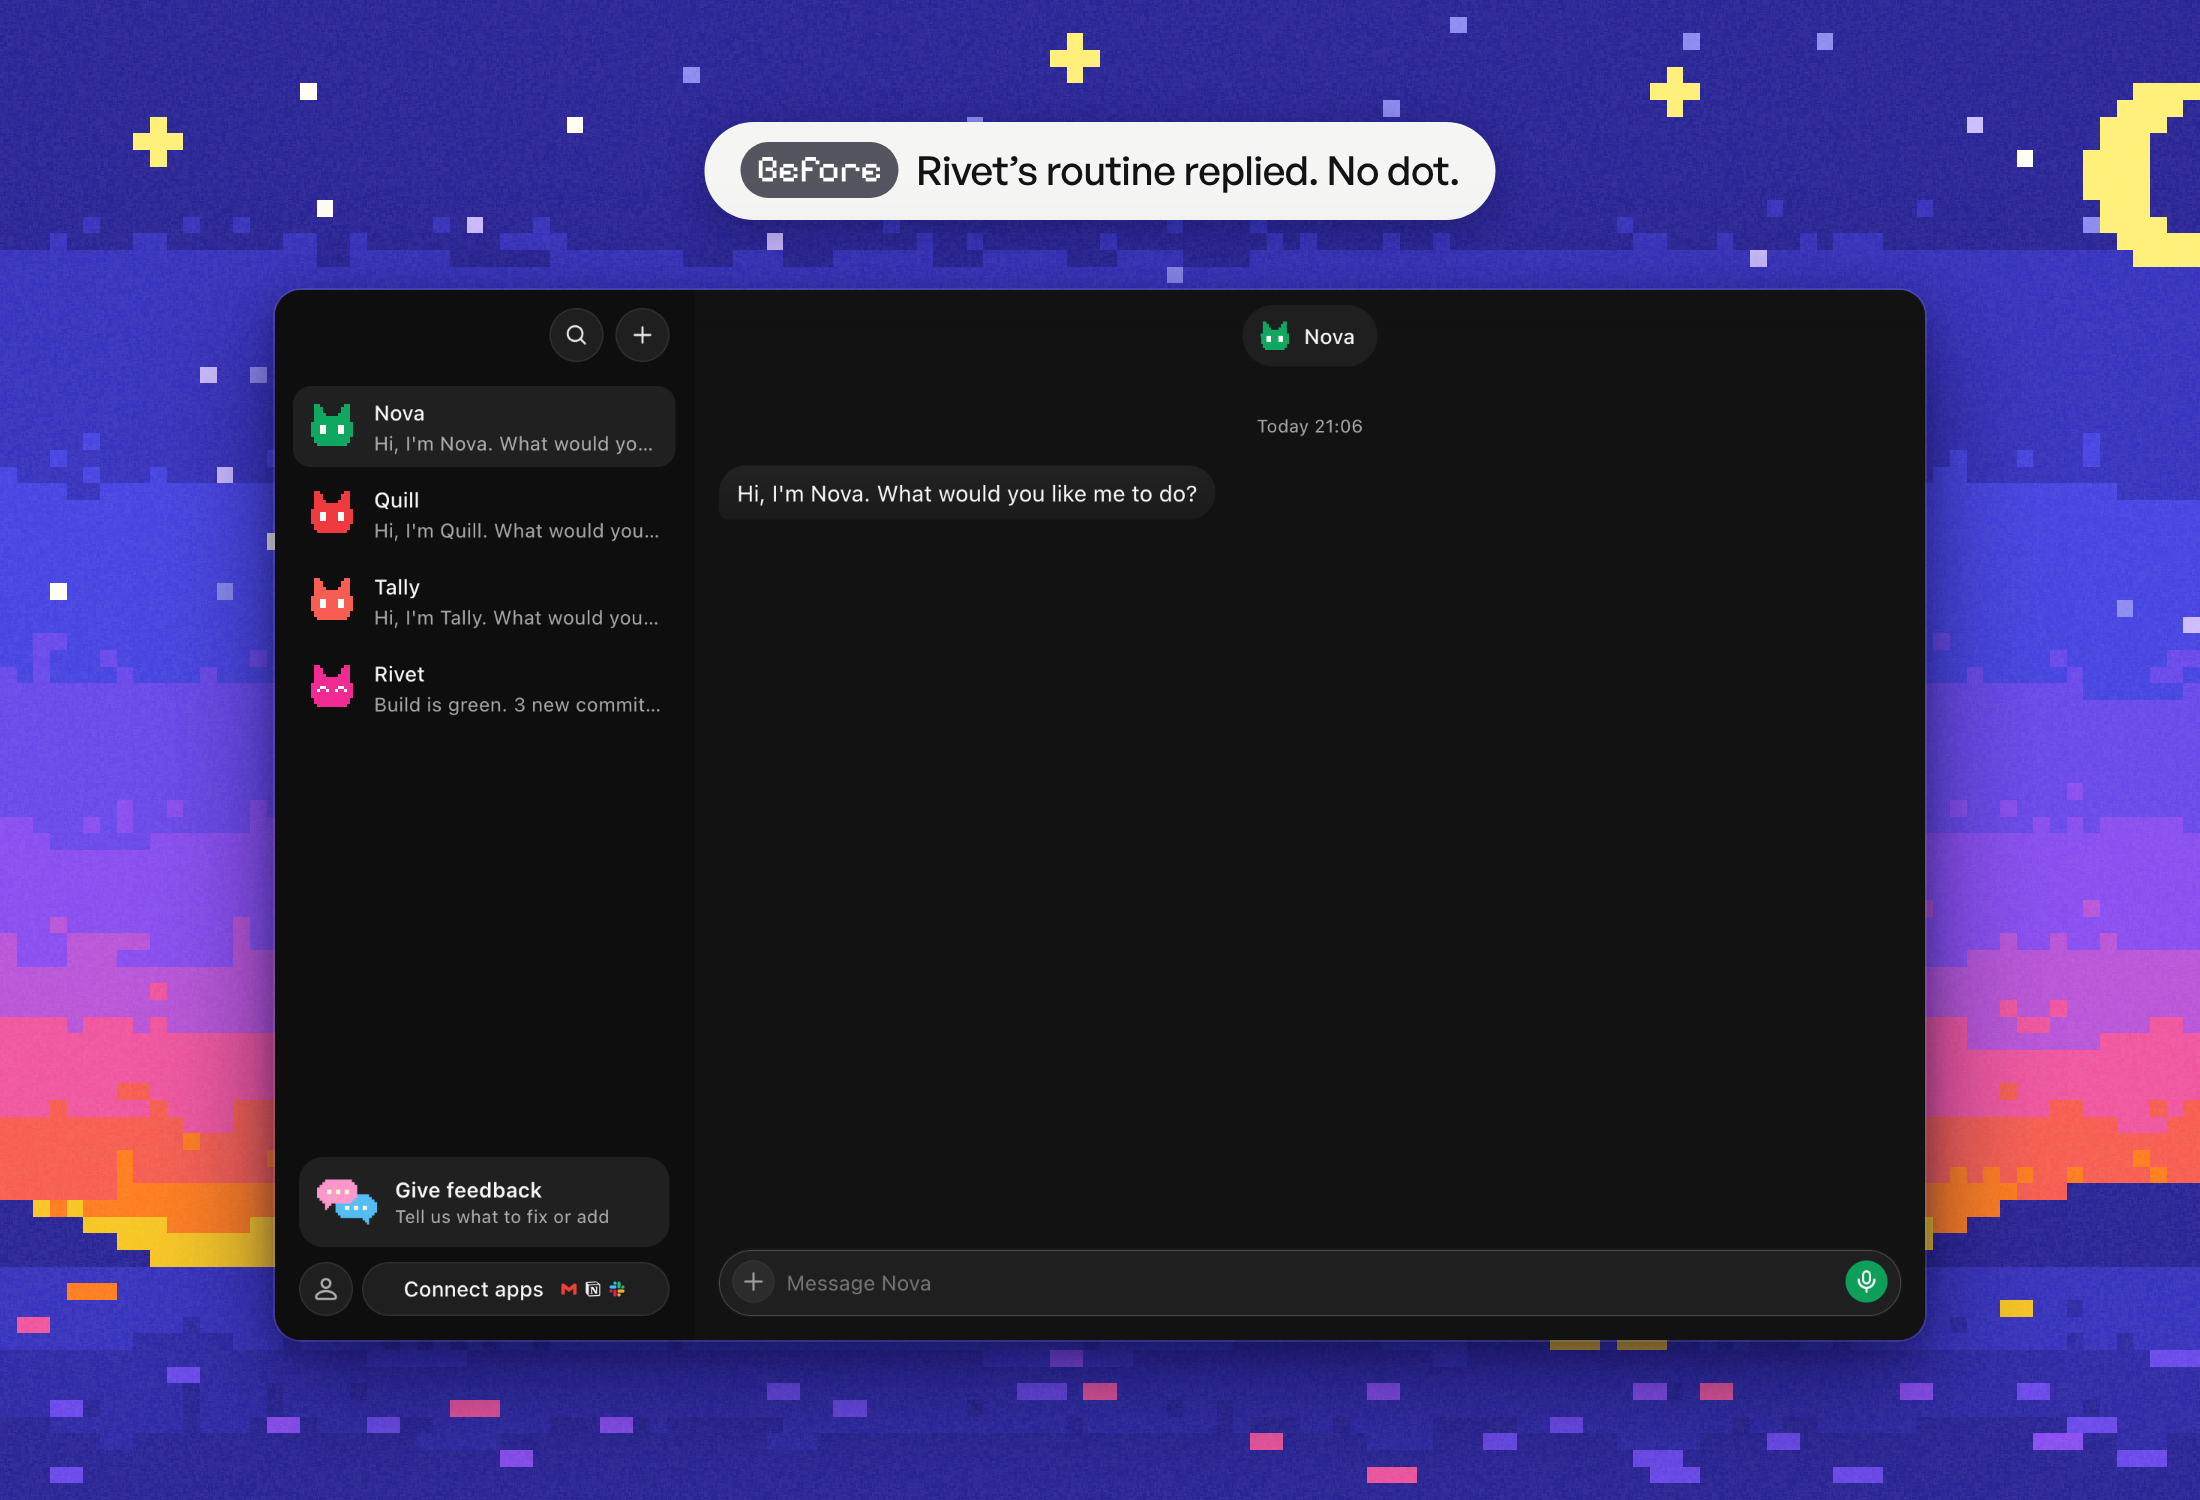 Before Rivet’s routine replied. No dot.
Nova
Hi, I'm Nova. What would yo...
Quill
Hi, I'm Quill. What would you...
Tally
Hi, I'm Tally. What would you...
Rivet
Build is green. 3 new commit...
Give feedback
Tell us what to fix or add
Connect apps
Nova
Today 21:06
Hi, I'm Nova. What would you like me to do?
Message Nova